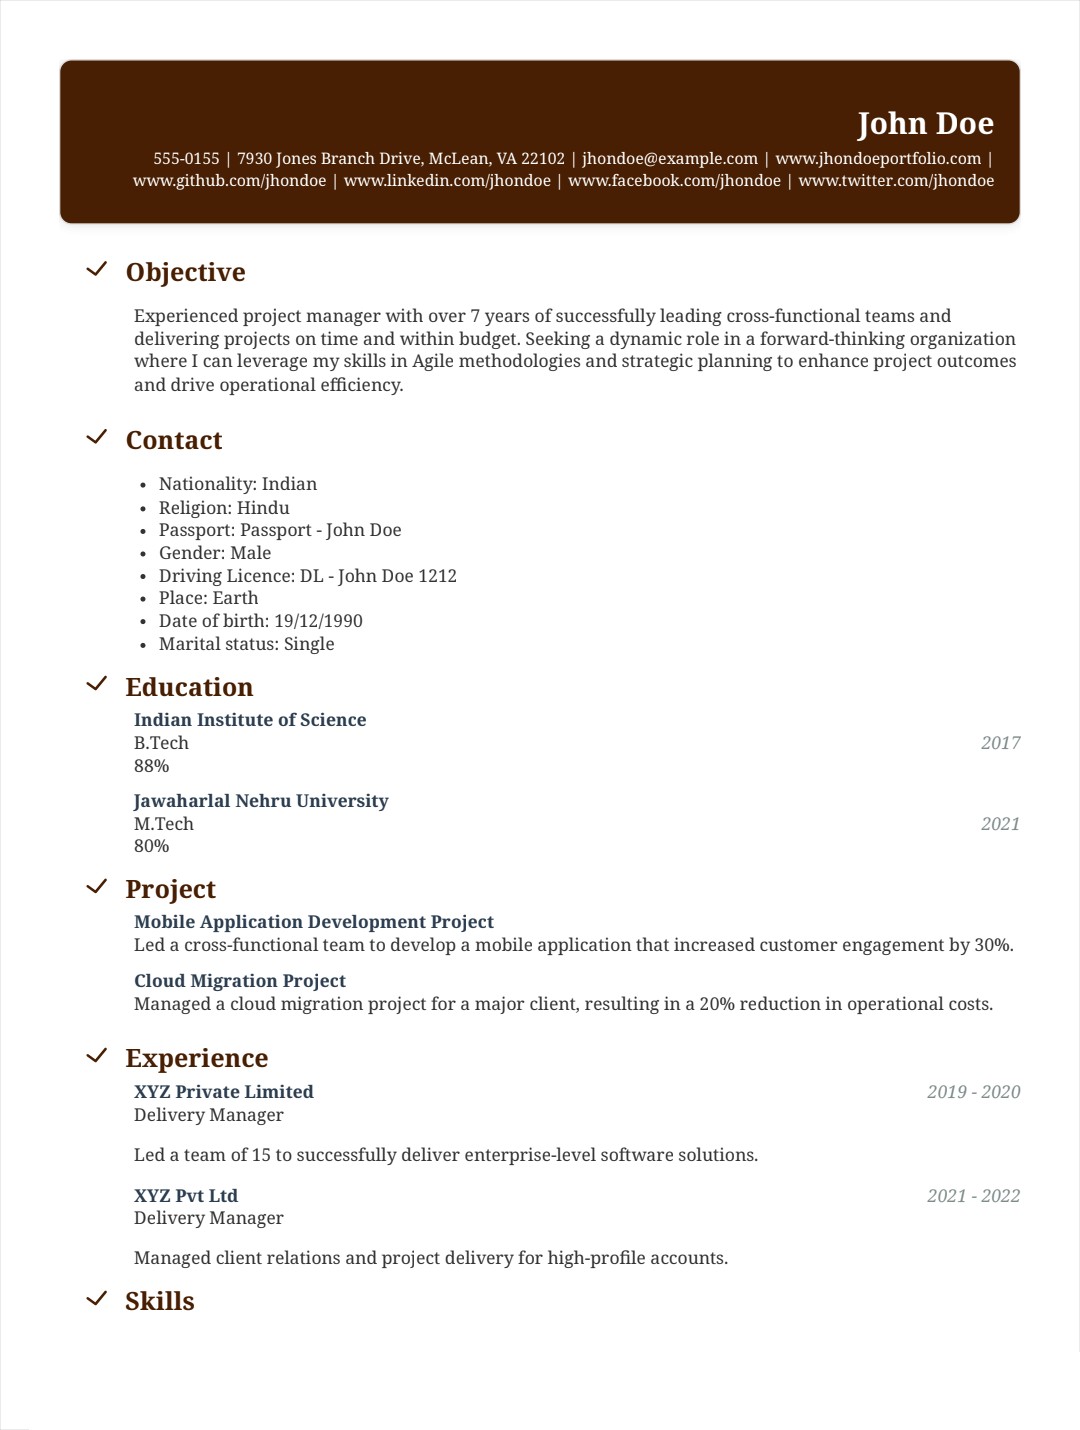 John Doe
555-0155 | 7930 Jones Branch Drive, McLean, VA 22102 | jhondoe@example.com | www.jhondoeportfolio.com |
www.github.com/jhondoe | www.linkedin.com/jhondoe | www.facebook.com/jhondoe | www.twitter.com/jhondoe
Objective
Experienced project manager with over 7 years of successfully leading cross-functional teams and
delivering projects on time and within budget. Seeking a dynamic role in a forward-thinking organization
where I can leverage my skills in Agile methodologies and strategic planning to enhance project outcomes
and drive operational efficiency.
Contact
• Nationality: Indian
• Religion: Hindu
• Passport: Passport - John Doe
• Gender: Male
• Driving Licence: DL - John Doe 1212
• Place: Earth
• Date of birth: 19/12/1990
• Marital status: Single
Education
Indian Institute of Science
B.Tech 2017
88%
Jawaharlal Nehru University
M.Tech 2021
80%
Project
Mobile Application Development Project
Led a cross-functional team to develop a mobile application that increased customer engagement by 30%.
Cloud Migration Project
Managed a cloud migration project for a major client, resulting in a 20% reduction in operational costs.
Experience
XYZ Private Limited 2019 - 2020
Delivery Manager
Led a team of 15 to successfully deliver enterprise-level software solutions.
XYZ Pvt Ltd 2021 - 2022
Delivery Manager
Managed client relations and project delivery for high-profile accounts.
Skills